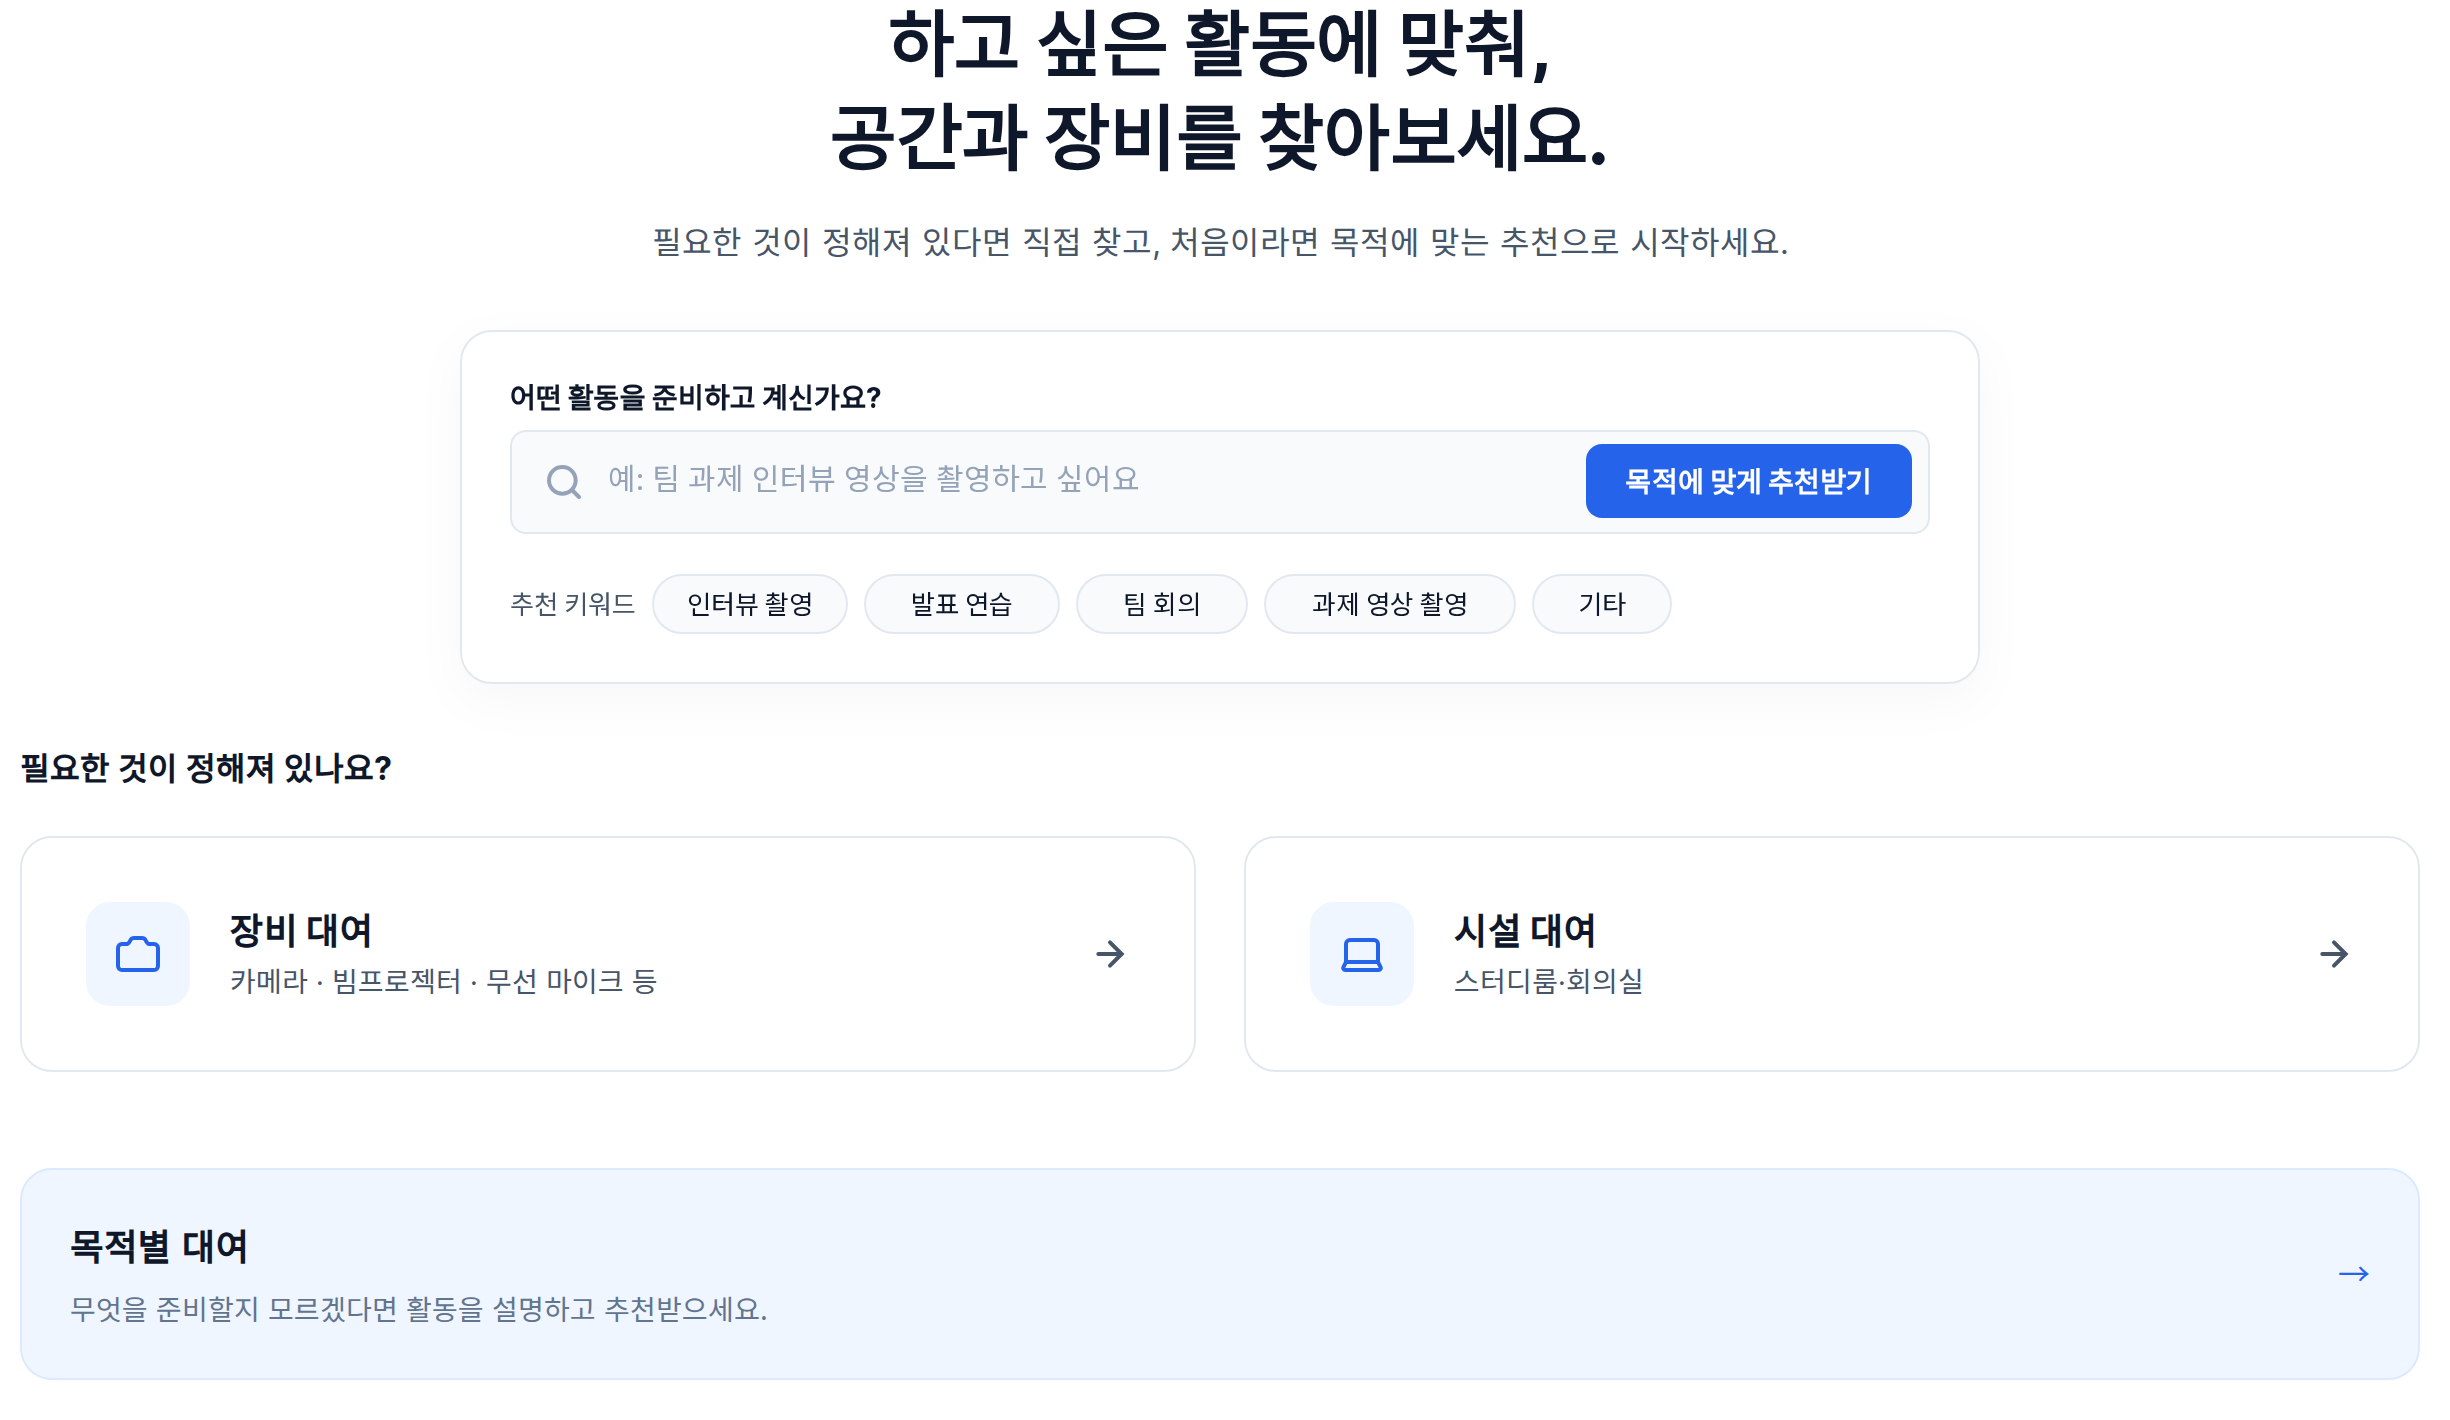 하고 싶은 활동에 맞춰,
공간과 장비를 찾아보세요.
필요한 것이 정해져 있다면 직접 찾고, 처음이라면 목적에 맞는 추천으로 시작하세요.
어떤 활동을 준비하고 계신가요?
예: 팀 과제 인터뷰 영상을 촬영하고 싶어요
목적에 맞게 추천받기
추천 키워드
인터뷰 촬영
발표 연습
팀 회의
과제 영상 촬영
기타
필요한 것이 정해져 있나요?
장비 대여
카메라 · 빔프로젝터 · 무선 마이크 등
시설 대여
스터디룸·회의실
목적별 대여
무엇을 준비할지 모르겠다면 활동을 설명하고 추천받으세요.